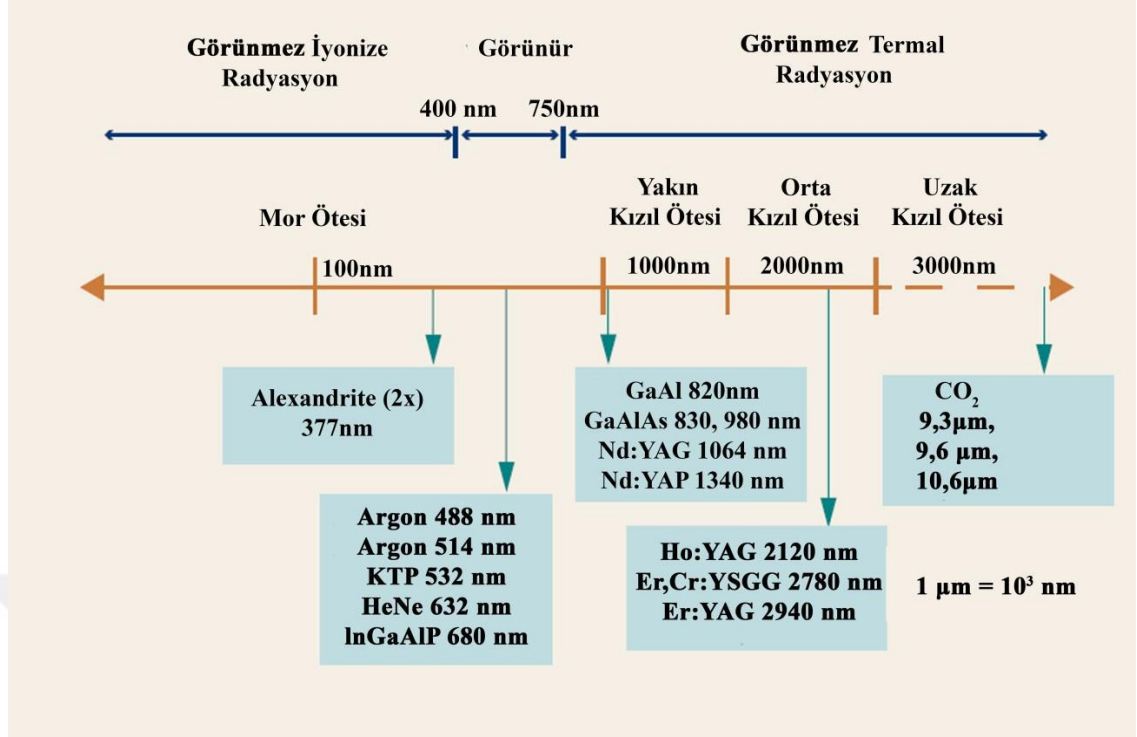 Görünmez İyonize
Radyasyon
Görünür
Görünmez Termal
Radyasyon
400 nm
750nm
Mor Ötesi
Yakın
Kızıl Ötesi
Orta
Kızıl Ötesi
Uzak
Kızıl Ötesi
100nm
1000nm
2000nm
3000nm
Alexandrite (2x)
377nm
GaAl 820nm
GaAlAs 830, 980 nm
Nd:YAG 1064 nm
Nd:YAP 1340 nm
CO₂
9,3µm,
9,6 µm,
10,6µm
Argon 488 nm
Argon 514 nm
KTP 532 nm
HeNe 632 nm
lnGaAlP 680 nm
Ho:YAG 2120 nm
Er,Cr:YSGG 2780 nm
Er:YAG 2940 nm
1 µm = 10³ nm